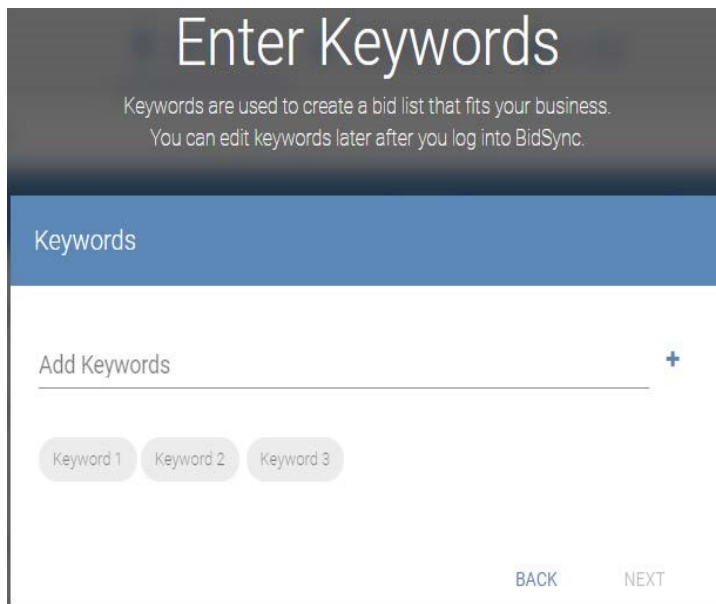 Enter Keywords
Keywords are used to create a bid list that fits your business.
You can edit keywords later after you log into BidSync.
Keywords
Add Keywords +
Keyword 1 Keyword 2 Keyword 3
BACK NEXT